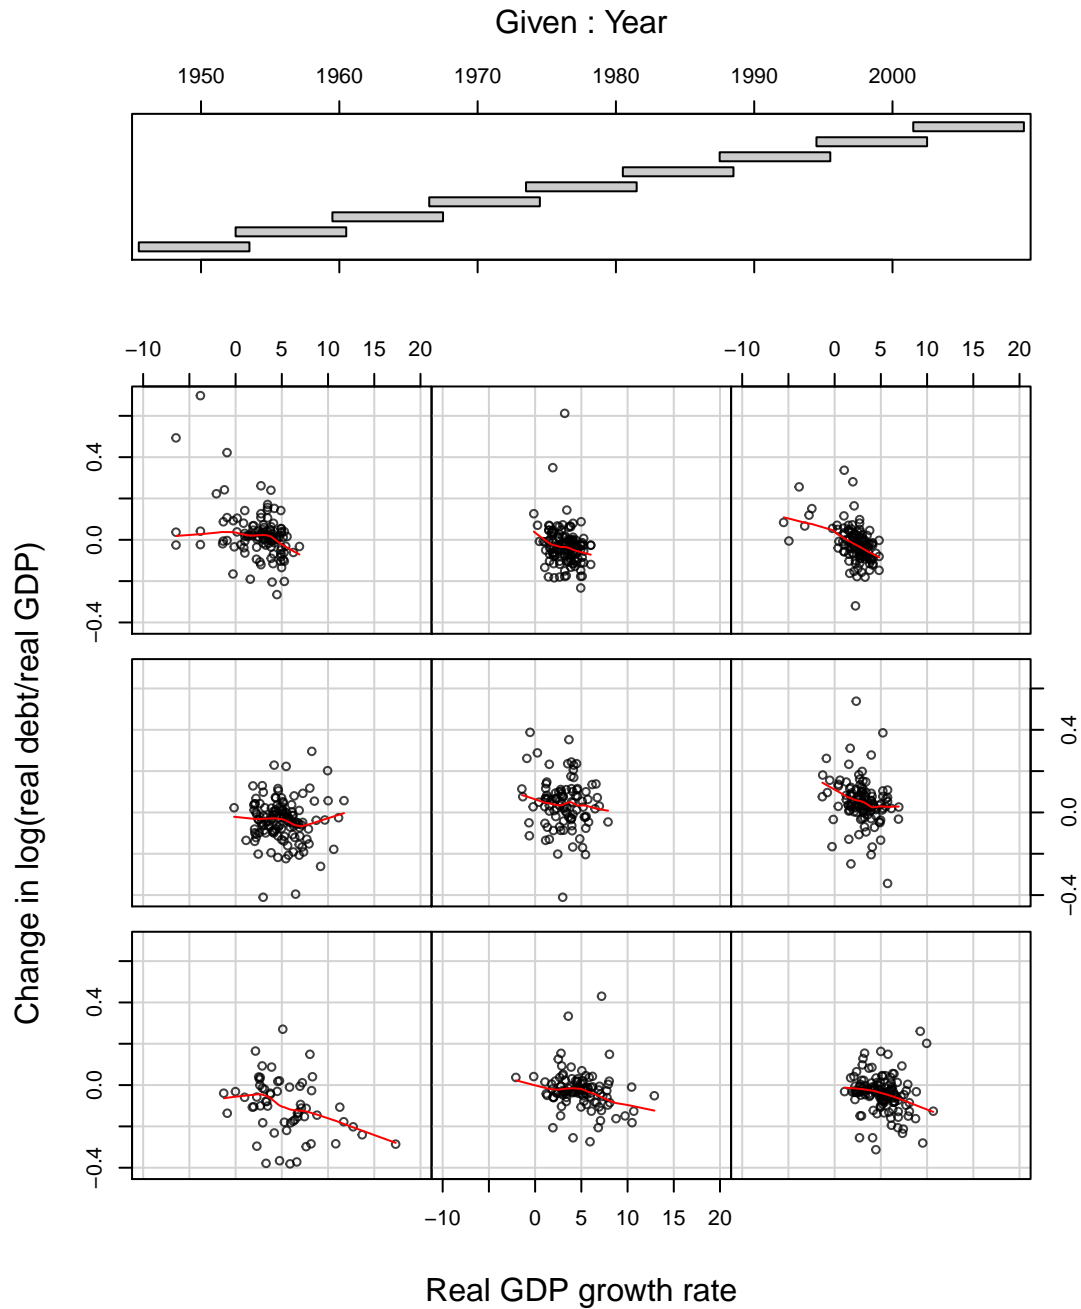 Given : Year
1950 1960 1970 1980 1990 2000
−10 0 5 10 15 20 −10 0 5 10 15 20
−0.4 0.0 0.4
−0.4 0.0 0.4
−0.4 0.0 0.4
−10 0 5 10 15 20
Change in log(real debt/real GDP)
Real GDP growth rate